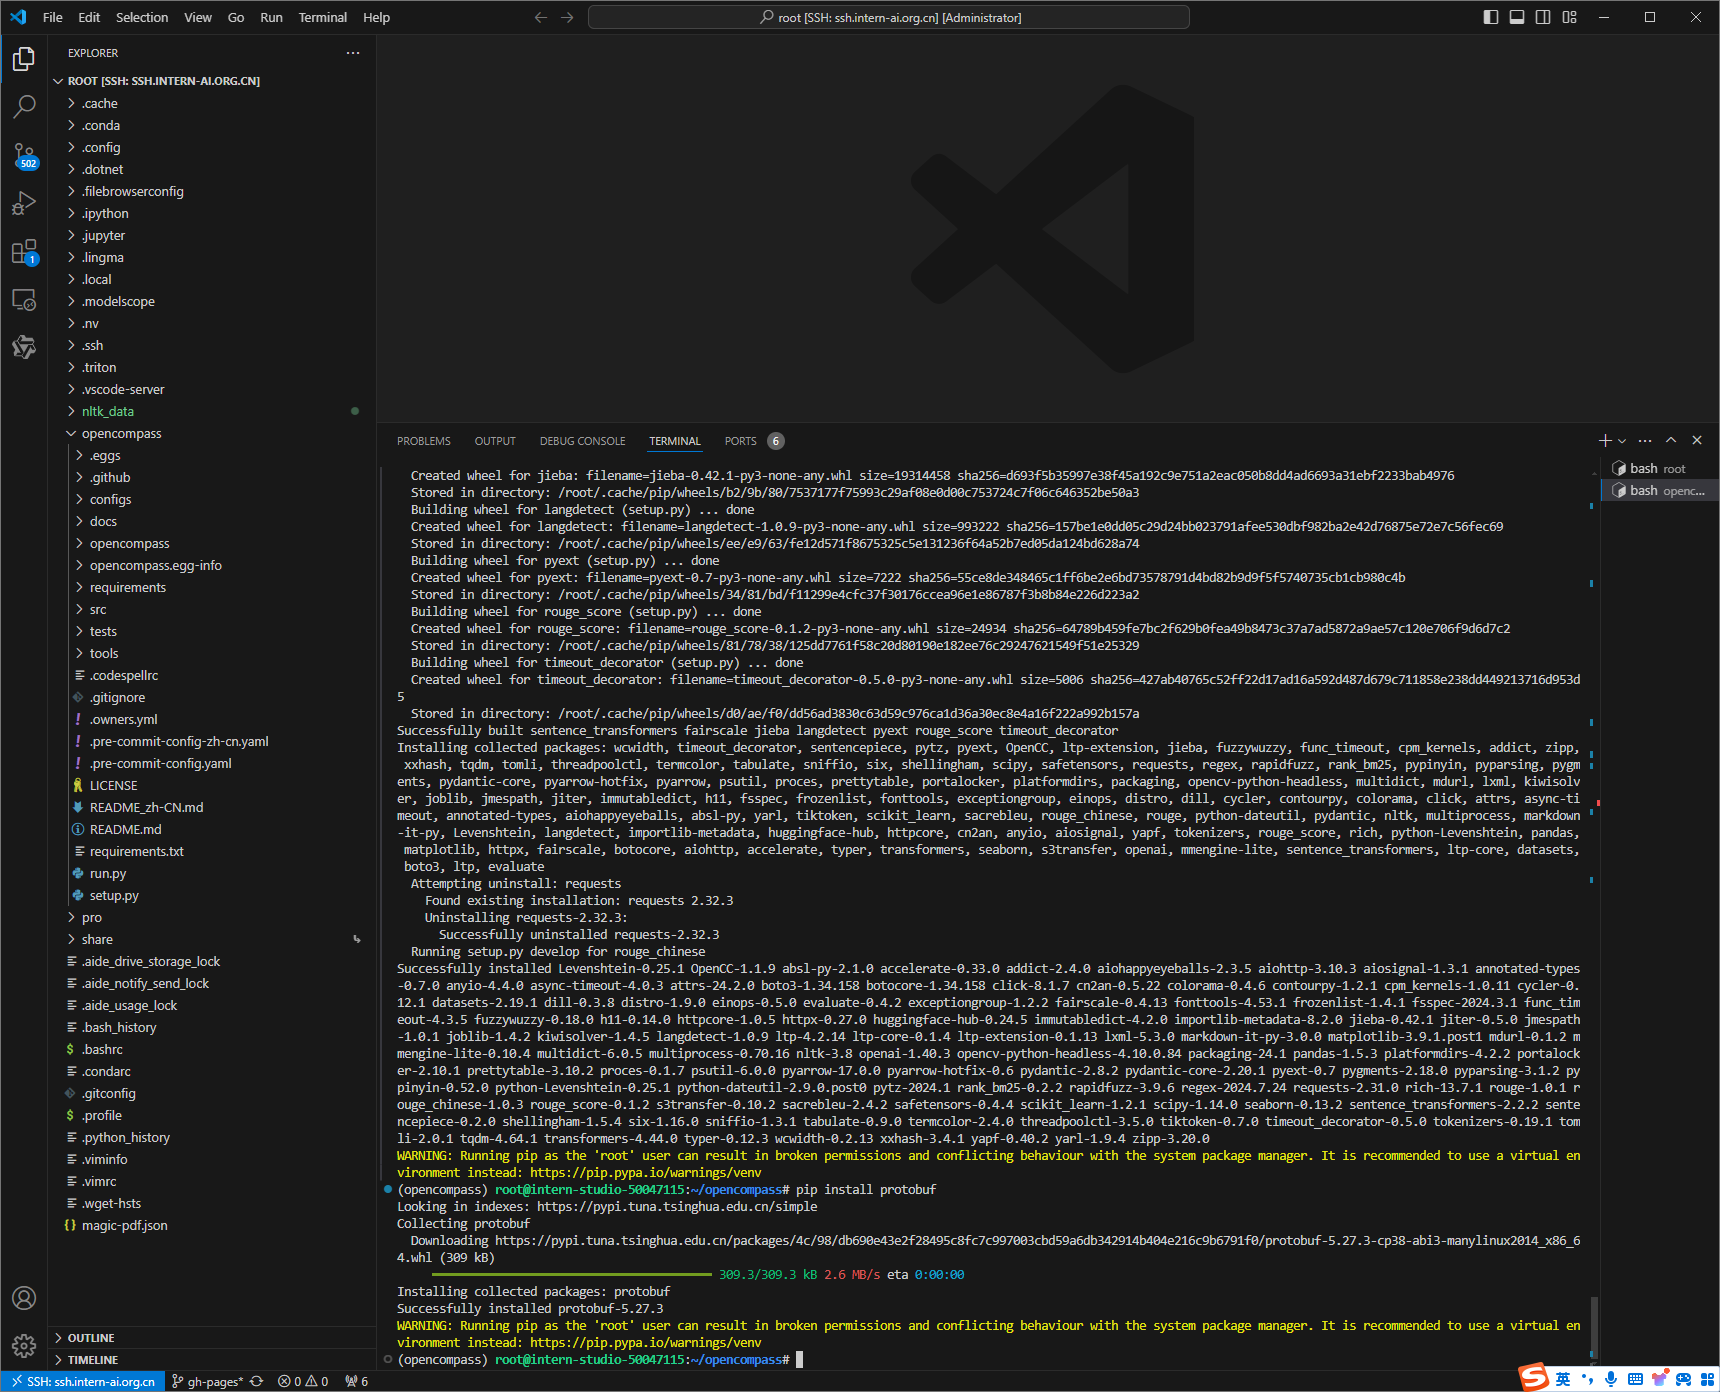 File Edit Selection View Go Run Terminal Help
root [SSH: ssh.intern-ai.org.cn] [Administrator]
EXPLORER
ROOT [SSH: SSH.INTERN-AI.ORG.CN]
.cache
.conda
.config
.dotnet
.filebrowserconfig
.ipython
.jupyter
.lingma
.local
.modelscope
.nv
.ssh
.triton
.vscode-server
nltk_data
opencompass
.eggs
.github
configs
docs
opencompass
opencompass.egg-info
requirements
src
tests
tools
.codespellrc
.gitignore
.owners.yml
.pre-commit-config-zh-cn.yaml
.pre-commit-config.yaml
LICENSE
README_zh-CN.md
README.md
requirements.txt
run.py
setup.py
pro
share
.aide_drive_storage_lock
.aide_notify_send_lock
.aide_usage_lock
.bash_history
.bashrc
.condarc
.gitconfig
.profile
.python_history
.viminfo
.vimrc
.wget-hsts
magic-pdf.json
OUTLINE
TIMELINE
502
1
PROBLEMS OUTPUT DEBUG CONSOLE TERMINAL PORTS 6
bash root
bash openc...
Created wheel for jieba: filename=jieba-0.42.1-py3-none-any.whl size=19314458 sha256=d693f5b35997e38f45a192c9e751a2eac050b8dd4ad6693a31ebf2233bab4976
Stored in directory: /root/.cache/pip/wheels/b2/9b/80/7537177f75993c29af08e0d00c753724c7f06c646352be50a3
Building wheel for langdetect (setup.py) ... done
Created wheel for langdetect: filename=langdetect-1.0.9-py3-none-any.whl size=993222 sha256=157be1e0dd05c29d24bb023791afee530dbf982ba2e42d76875e72e7c56fec69
Stored in directory: /root/.cache/pip/wheels/ee/e9/63/fe12d571f8675325c5e131236f64a52b7ed05da124bd628a74
Building wheel for pyext (setup.py) ... done
Created wheel for pyext: filename=pyext-0.7-py3-none-any.whl size=7222 sha256=55ce8de348465c1ff6be2e6bd73578791d4bd82b9d9f5f5740735cb1cb980c4b
Stored in directory: /root/.cache/pip/wheels/34/81/bd/f11299e4cfc37f30176ccea96e1e86787f3b8b84e226d223a2
Building wheel for rouge_score (setup.py) ... done
Created wheel for rouge_score: filename=rouge_score-0.1.2-py3-none-any.whl size=24934 sha256=64789b459fe7bc2f629b0fea49b8473c37a7ad5872a9ae57c120e706f9d6d7c2
Stored in directory: /root/.cache/pip/wheels/81/78/38/125dd7761f58c20d80190e182ee76c29247621549f51e25329
Building wheel for timeout_decorator (setup.py) ... done
Created wheel for timeout_decorator: filename=timeout_decorator-0.5.0-py3-none-any.whl size=5006 sha256=427ab40765c52ff22d17ad16a592d487d679c711858e238dd449213716d953d
5
Stored in directory: /root/.cache/pip/wheels/d0/ae/f0/dd56ad3830c63d59c976ca1d36a30ec8e4a16f222a992b157a
Successfully built sentence_transformers fairscale jieba langdetect pyext rouge_score timeout_decorator
Installing collected packages: wcwidth, timeout_decorator, sentencepiece, pytz, pyext, OpenCC, ltp-extension, jieba, fuzzywuzzy, func_timeout, cpm_kernels, addict, zipp,
xxhash, tqdm, tomli, threadpoolctl, termcolor, tabulate, sniffio, six, shellingham, scipy, safetensors, requests, regex, rapidfuzz, rank_bm25, pypinyin, pyparsing, pygm
ents, pydantic-core, pyarrow-hotfix, pyarrow, psutil, proces, prettytable, portalocker, platformdirs, packaging, opencv-python-headless, multidict, mdurl, lxml, kiwisolv
er, joblib, jmespath, jiter, immutabledict, h11, fsspec, frozenlist, fonttools, exceptiongroup, einops, distro, dill, cycler, contourpy, colorama, click, attrs, async-ti
meout, annotated-types, aiohappyeyeballs, absl-py, yarl, tiktoken, scikit_learn, sacrebleu, rouge_chinese, rouge, python-dateutil, pydantic, nltk, multiprocess, markdown
-it-py, Levenshtein, langdetect, importlib-metadata, huggingface-hub, httpcore, cn2an, anyio, aiosignal, yapf, tokenizers, rouge_score, rich, python-Levenshtein, pandas,
matplotlib, httpx, fairscale, botocore, aiohttp, accelerate, typer, transformers, seaborn, s3transfer, openai, mmengine-lite, sentence_transformers, ltp-core, datasets,
boto3, ltp, evaluate
Attempting uninstall: requests
Found existing installation: requests 2.32.3
Uninstalling requests-2.32.3:
Successfully uninstalled requests-2.32.3
Running setup.py develop for rouge_chinese
Successfully installed Levenshtein-0.25.1 OpenCC-1.1.9 absl-py-2.1.0 accelerate-0.33.0 addict-2.4.0 aiohappyeyeballs-2.3.5 aiohttp-3.10.3 aiosignal-1.3.1 annotated-types
-0.7.0 anyio-4.4.0 async-timeout-4.0.3 attrs-24.2.0 boto3-1.34.158 botocore-1.34.158 click-8.1.7 cn2an-0.5.22 colorama-0.4.6 contourpy-1.2.1 cpm_kernels-1.0.11 cycler-0.
12.1 datasets-2.19.1 dill-0.3.8 distro-1.9.0 einops-0.5.0 evaluate-0.4.2 exceptiongroup-1.2.2 fairscale-0.4.13 fonttools-4.53.1 frozenlist-1.4.1 fsspec-2024.3.1 func_tim
eout-4.3.5 fuzzywuzzy-0.18.0 h11-0.14.0 httpcore-1.0.5 httpx-0.27.0 huggingface-hub-0.24.5 immutabledict-4.2.0 importlib-metadata-8.2.0 jieba-0.42.1 jiter-0.5.0 jmespath
-1.0.1 joblib-1.4.2 kiwisolver-1.4.5 langdetect-1.0.9 ltp-4.2.14 ltp-core-0.1.4 ltp-extension-0.1.13 lxml-5.3.0 markdown-it-py-3.0.0 matplotlib-3.9.1.post1 mdurl-0.1.2 m
mengine-lite-0.10.4 multidict-6.0.5 multiprocess-0.70.16 nltk-3.8 openai-1.40.3 opencv-python-headless-4.10.0.84 packaging-24.1 pandas-1.5.3 platformdirs-4.2.2 portalock
er-2.10.1 prettytable-3.10.2 proces-0.1.7 psutil-6.0.0 pyarrow-17.0.0 pyarrow-hotfix-0.6 pydantic-2.8.2 pydantic-core-2.20.1 pyext-0.7 pygments-2.18.0 pyparsing-3.1.2 py
pinyin-0.52.0 python-Levenshtein-0.25.1 python-dateutil-2.9.0.post0 pytz-2024.1 rank_bm25-0.2.2 rapidfuzz-3.9.6 regex-2024.7.24 requests-2.31.0 rich-13.7.1 rouge-1.0.1 r
ouge_chinese-1.0.3 rouge_score-0.1.2 s3transfer-0.10.2 sacrebleu-2.4.2 safetensors-0.4.4 scikit_learn-1.2.1 scipy-1.14.0 seaborn-0.13.2 sentence_transformers-2.2.2 sente
ncepiece-0.2.0 shellingham-1.5.4 six-1.16.0 sniffio-1.3.1 tabulate-0.9.0 termcolor-2.4.0 threadpoolctl-3.5.0 tiktoken-0.7.0 timeout_decorator-0.5.0 tokenizers-0.19.1 tom
li-2.0.1 tqdm-4.64.1 transformers-4.44.0 typer-0.12.3 wcwidth-0.2.13 xxhash-3.4.1 yapf-0.40.2 yarl-1.9.4 zipp-3.20.0
WARNING: Running pip as the 'root' user can result in broken permissions and conflicting behaviour with the system package manager. It is recommended to use a virtual en
vironment instead: https://pip.pypa.io/warnings/venv
(opencompass) root@intern-studio-50047115:~/opencompass# pip install protobuf
Looking in indexes: https://pypi.tuna.tsinghua.edu.cn/simple
Collecting protobuf
Downloading https://pypi.tuna.tsinghua.edu.cn/packages/4c/98/db690e43e2f28495c8fc7c997003cbd59a6db342914b404e216c9b6791f0/protobuf-5.27.3-cp38-abi3-manylinux2014_x86_6
4.whl (309 kB)
309.3/309.3 kB 2.6 MB/s eta 0:00:00
Installing collected packages: protobuf
Successfully installed protobuf-5.27.3
WARNING: Running pip as the 'root' user can result in broken permissions and conflicting behaviour with the system package manager. It is recommended to use a virtual en
vironment instead: https://pip.pypa.io/warnings/venv
(opencompass) root@intern-studio-50047115:~/opencompass#
SSH: ssh.intern-ai.org.cn gh-pages* 0 0 6
S 英